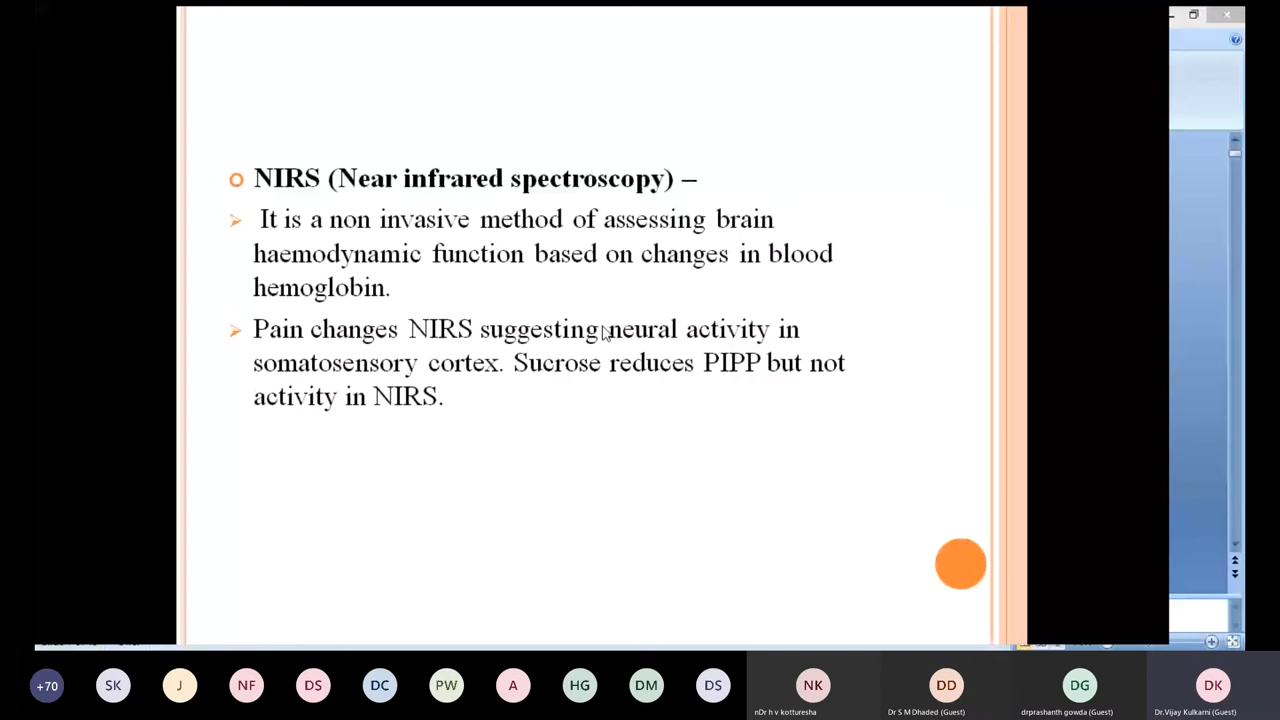 NIRS (Near infrared spectroscopy) –
It is a non invasive method of assessing brain
haemodynamic function based on changes in blood
hemoglobin.
Pain changes NIRS suggesting neural activity in
somatosensory cortex. Sucrose reduces PIPP but not
activity in NIRS.
+70 SK J NF DS DC PW A HG DM DS NK DD DG DK
nDr h v kotturesha Dr S M Dhaded (Guest) drprashanth gowda (Guest) Dr.Vijay Kulkarni (Guest)